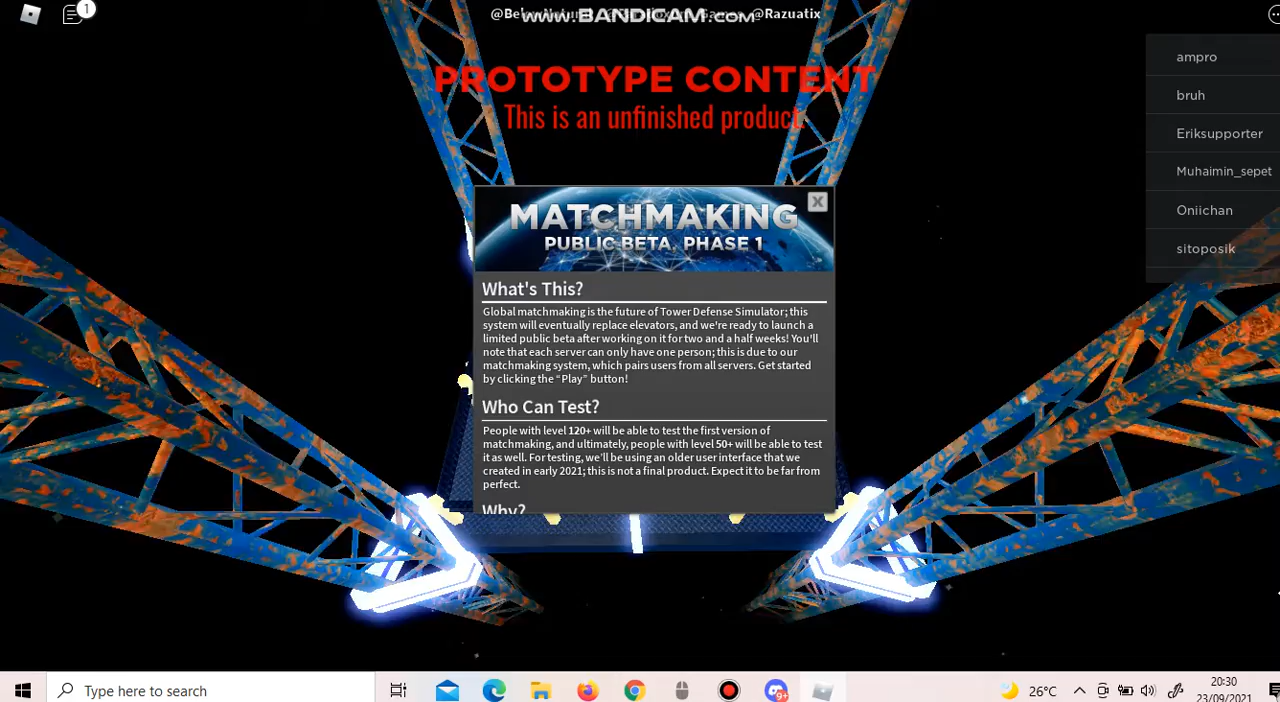 1
www.BANDICAM.com
@Razuatix
PROTOTYPE CONTENT
This is an unfinished product.
ampro
bruh
Eriksupporter
Muhaimin_sepet
Oniichan
sitoposik
MATCHMAKING
PUBLIC BETA, PHASE 1
X
What's This?
Global matchmaking is the future of Tower Defense Simulator; this
system will eventually replace elevators, and we're ready to launch a
limited public beta after working on it for two and a half weeks! You'll
note that each server can only have one person; this is due to our
matchmaking system, which pairs users from all servers. Get started
by clicking the "Play" button!
Who Can Test?
People with level 120+ will be able to test the first version of
matchmaking, and ultimately, people with level 50+ will be able to test
it as well. For testing, we'll be using an older user interface that we
created in early 2021; this is not a final product. Expect it to be far from
perfect.
Why?
Type here to search
9+
26°C
20:30
23/09/2021